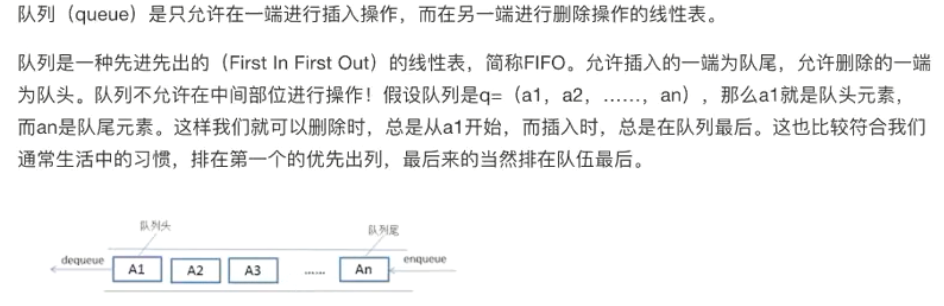 队列（queue）是只允许在一端进行插入操作，而在另一端进行删除操作的线性表。
队列是一种先进先出的（First In First Out）的线性表，简称FIFO。允许插入的一端为队尾，允许删除的一端
为队头。队列不允许在中间部位进行操作！假设队列是q=（a1，a2，……，an），那么a1就是队头元素，
而an是队尾元素。这样我们就可以删除时，总是从a1开始，而插入时，总是在队列最后。这也比较符合我们
通常生活中的习惯，排在第一个的优先出列，最后来的当然排在队伍最后。
队列头 队列尾
dequeue A1 A2 A3 …… An enqueue